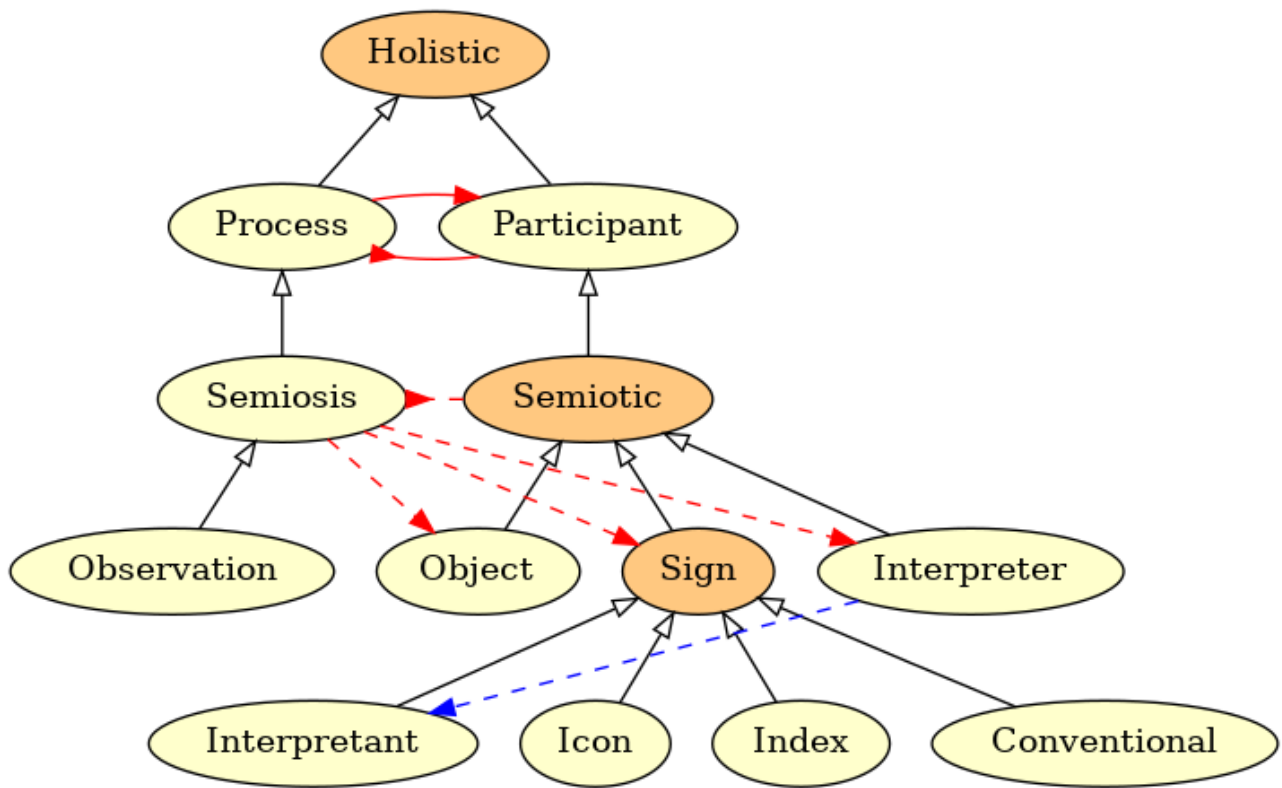 Holistic
Process
Participant
Semiosis
Semiotic
Observation
Object
Sign
Interpreter
Interpretant
Icon
Index
Conventional